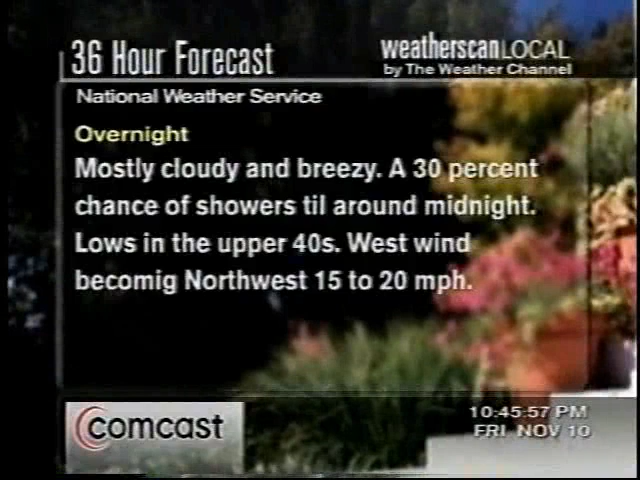 36 Hour Forecast
weatherscanLOCAL
by The Weather Channel
National Weather Service
Overnight
Mostly cloudy and breezy. A 30 percent
chance of showers til around midnight.
Lows in the upper 40s. West wind
becomig Northwest 15 to 20 mph.
comcast
10:45:57 PM
FRI NOV 10